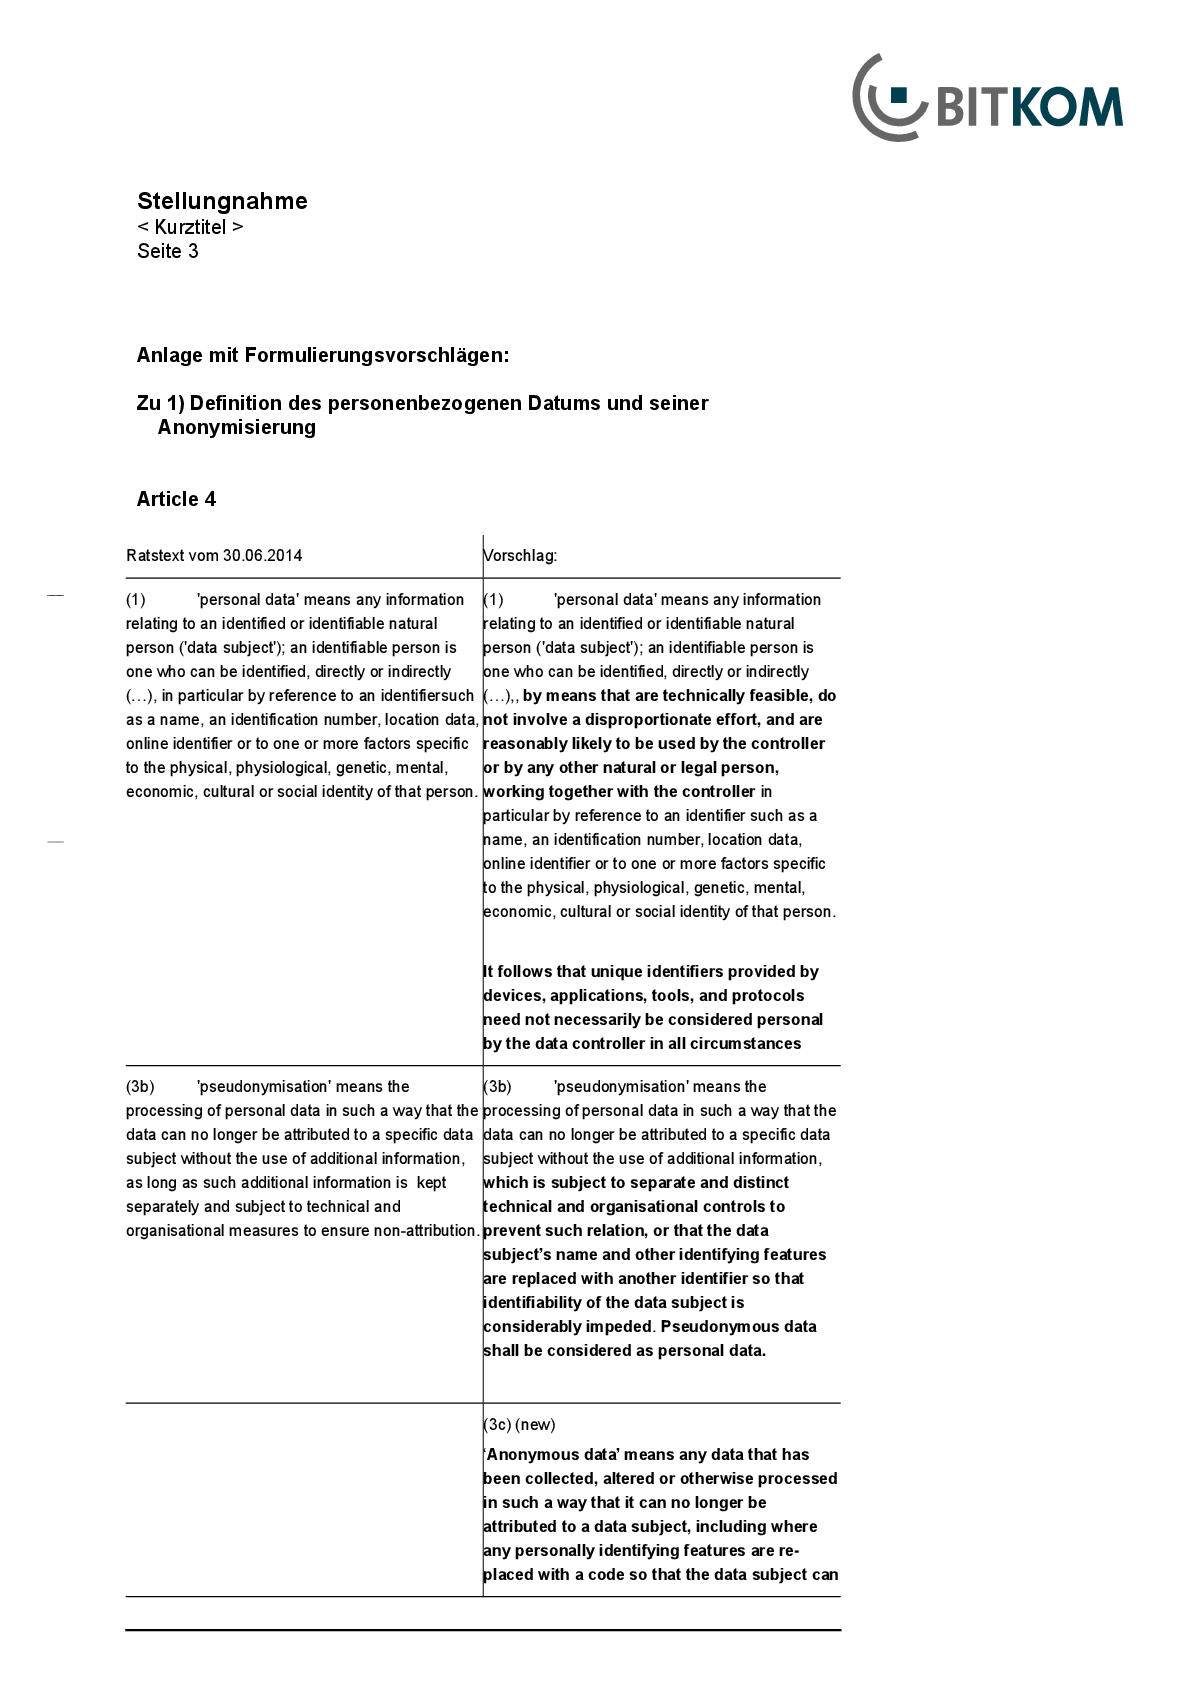 BITKOM
Stellungnahme
< Kurztitel >
Seite 3
Anlage mit Formulierungsvorschlägen:
Zu 1) Definition des personenbezogenen Datums und seiner
Anonymisierung
Article 4
Ratstext vom 30.06.2014
(1) 'personal data' means any information
relating to an identified or identifiable natural
person ('data subject'); an identifiable person is
one who can be identified, directly or indirectly
(…), in particular by reference to an identifiersuch
as a name, an identification number, location data,
online identifier or to one or more factors specific
to the physical, physiological, genetic, mental,
economic, cultural or social identity of that person.
Vorschlag:
(1) 'personal data' means any information
relating to an identified or identifiable natural
person ('data subject'); an identifiable person is
one who can be identified, directly or indirectly
(…),, by means that are technically feasible, do
not involve a disproportionate effort, and are
reasonably likely to be used by the controller
or by any other natural or legal person,
working together with the controller in
particular by reference to an identifier such as a
name, an identification number, location data,
online identifier or to one or more factors specific
to the physical, physiological, genetic, mental,
economic, cultural or social identity of that person.
It follows that unique identifiers provided by
devices, applications, tools, and protocols
need not necessarily be considered personal
by the data controller in all circumstances
(3b) 'pseudonymisation' means the
processing of personal data in such a way that the
data can no longer be attributed to a specific data
subject without the use of additional information,
as long as such additional information is kept
separately and subject to technical and
organisational measures to ensure non-attribution.
(3b) 'pseudonymisation' means the
processing of personal data in such a way that the
data can no longer be attributed to a specific data
subject without the use of additional information,
which is subject to separate and distinct
technical and organisational controls to
prevent such relation, or that the data
subject’s name and other identifying features
are replaced with another identifier so that
identifiability of the data subject is
considerably impeded. Pseudonymous data
shall be considered as personal data.
(3c) (new)
‘Anonymous data’ means any data that has
been collected, altered or otherwise processed
in such a way that it can no longer be
attributed to a data subject, including where
any personally identifying features are re-
placed with a code so that the data subject can